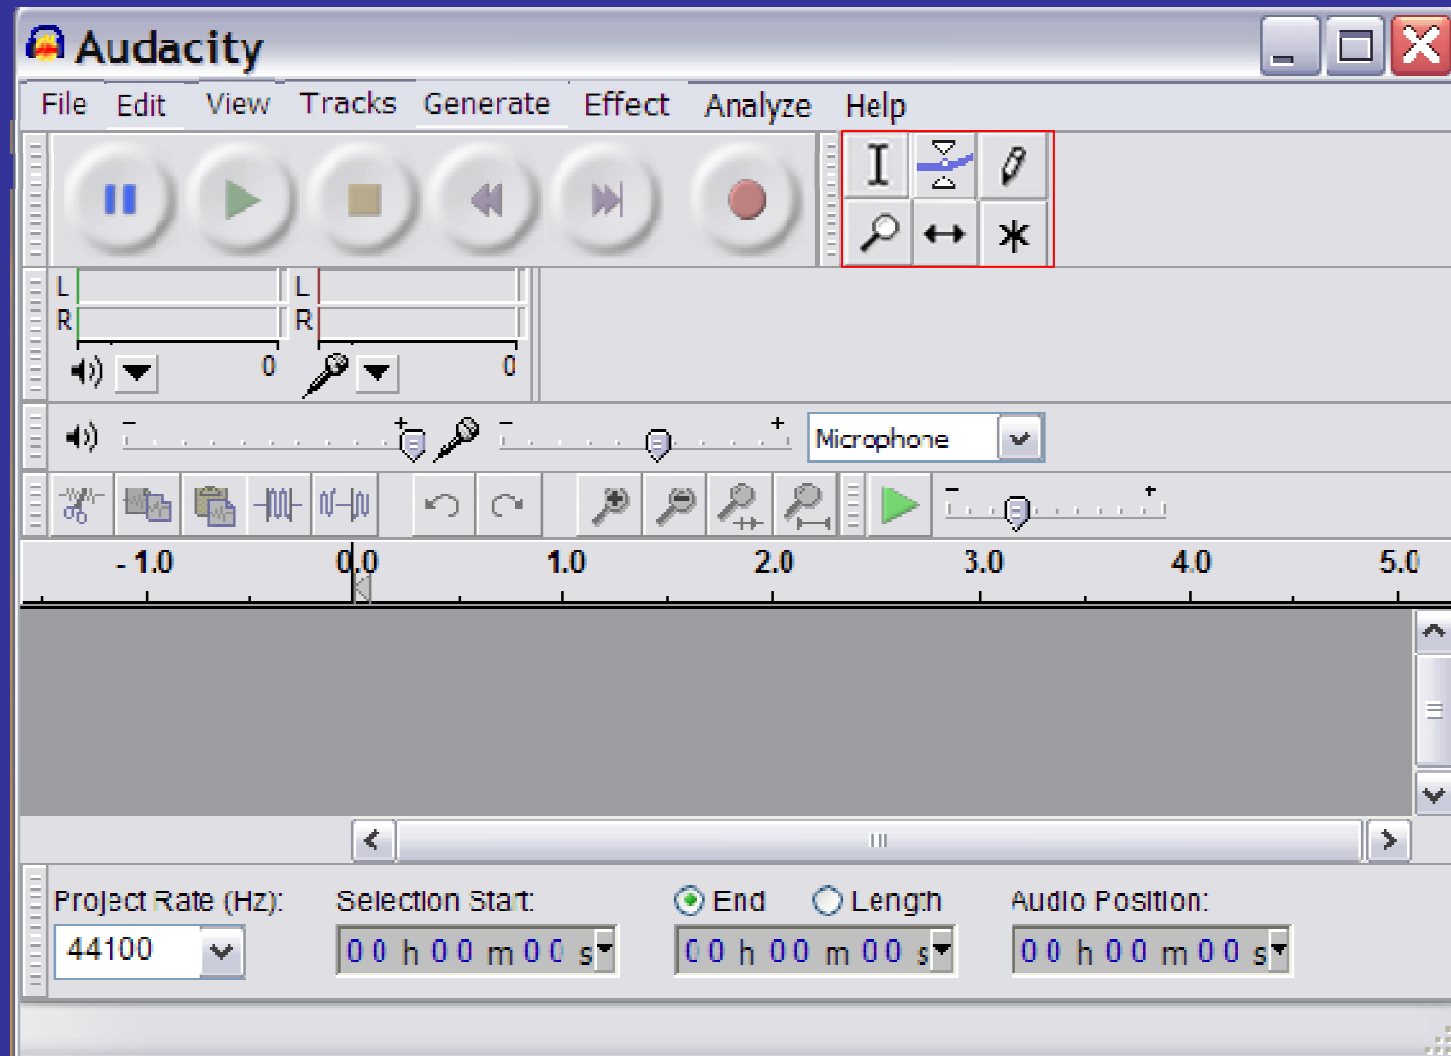 Audacity
File Edit View Tracks Generate Effect Analyze Help
L L
R R
0 0
- + - + Microphone
- +
- 1.0 0.0 1.0 2.0 3.0 4.0 5.0
Project Rate (Hz): Selection Start: End Length Audio Position:
44100 00 h 00 m 00 s 00 h 00 m 00 s 00 h 00 m 00 s